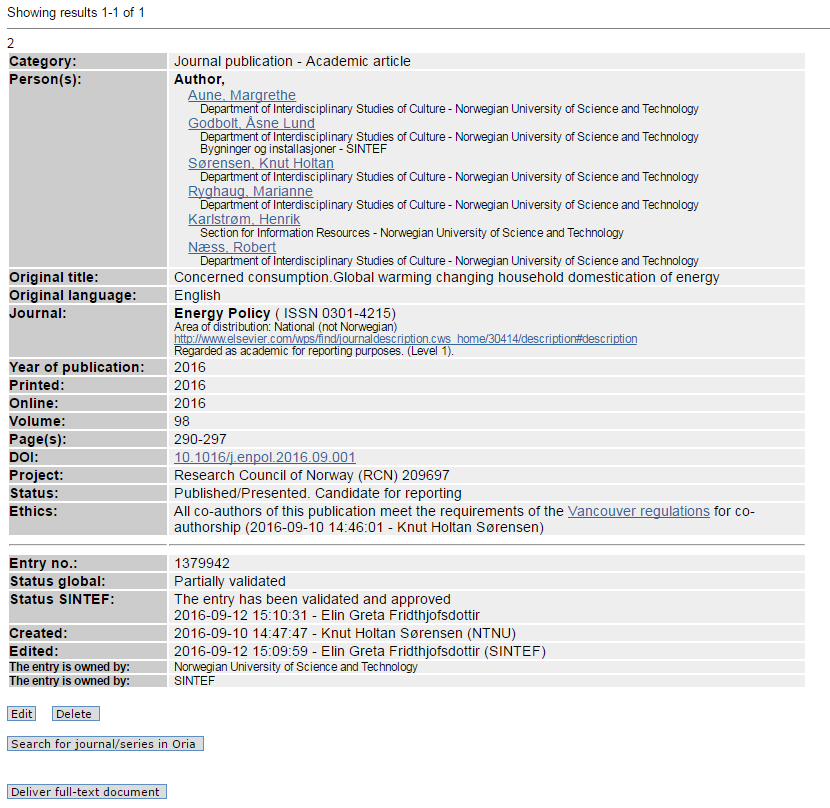 Showing results 1-1 of 1
2
Category: Journal publication - Academic article
Person(s): Author,
Aune, Margrethe
Department of Interdisciplinary Studies of Culture - Norwegian University of Science and Technology
Godbolt, Åsne Lund
Department of Interdisciplinary Studies of Culture - Norwegian University of Science and Technology
Bygninger og installasjoner - SINTEF
Sørensen, Knut Holtan
Department of Interdisciplinary Studies of Culture - Norwegian University of Science and Technology
Ryghaug, Marianne
Department of Interdisciplinary Studies of Culture - Norwegian University of Science and Technology
Karlstrøm, Henrik
Section for Information Resources - Norwegian University of Science and Technology
Næss, Robert
Department of Interdisciplinary Studies of Culture - Norwegian University of Science and Technology
Original title: Concerned consumption.Global warming changing household domestication of energy
Original language: English
Journal: Energy Policy ( ISSN 0301-4215)
Area of distribution: National (not Norwegian)
http://www.elsevier.com/wps/find/journaldescription.cws_home/30414/description#description
Regarded as academic for reporting purposes. (Level 1).
Year of publication: 2016
Printed: 2016
Online: 2016
Volume: 98
Page(s): 290-297
DOI: 10.1016/j.enpol.2016.09.001
Project: Research Council of Norway (RCN) 209697
Status: Published/Presented. Candidate for reporting
Ethics: All co-authors of this publication meet the requirements of the Vancouver regulations for co-
authorship (2016-09-10 14:46:01 - Knut Holtan Sørensen)
Entry no.: 1379942
Status global: Partially validated
Status SINTEF: The entry has been validated and approved
2016-09-12 15:10:31 - Elin Greta Fridthjofsdottir
Created: 2016-09-10 14:47:47 - Knut Holtan Sørensen (NTNU)
Edited: 2016-09-12 15:09:59 - Elin Greta Fridthjofsdottir (SINTEF)
The entry is owned by: Norwegian University of Science and Technology
The entry is owned by: SINTEF
Edit Delete
Search for journal/series in Oria
Deliver full-text document